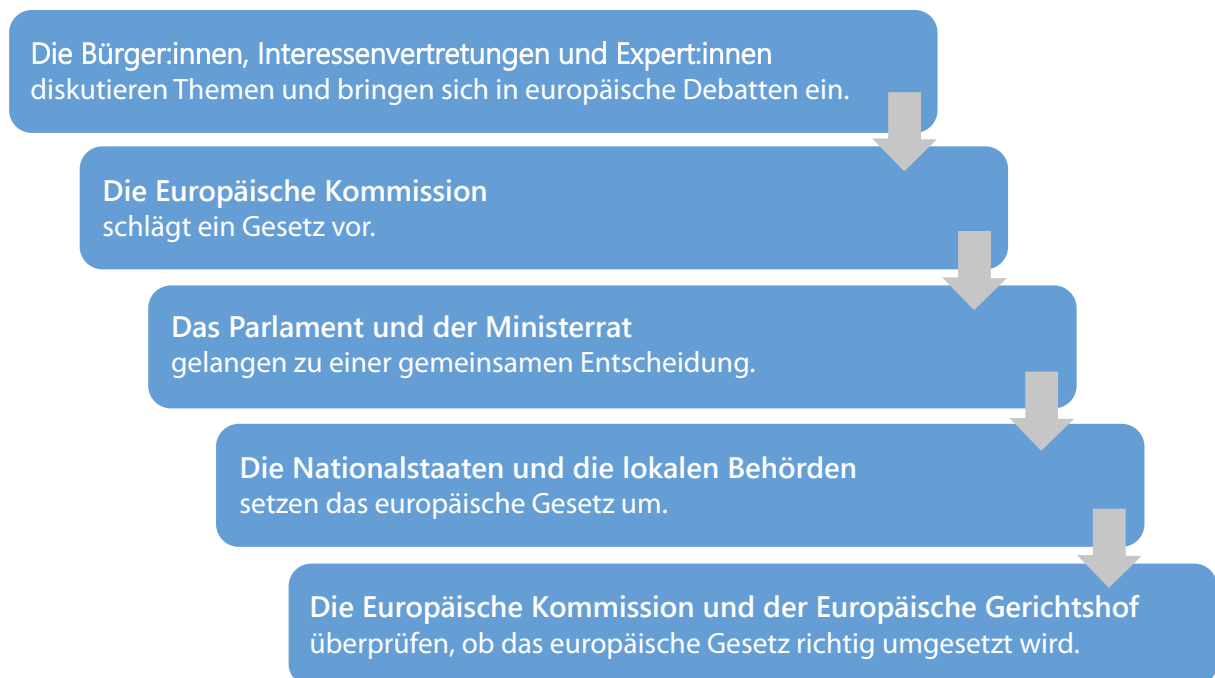 Die Bürger:innen, Interessenvertretungen und Expert:innen
diskutieren Themen und bringen sich in europäische Debatten ein.
Die Europäische Kommission
schlägt ein Gesetz vor.
Das Parlament und der Ministerrat
gelangen zu einer gemeinsamen Entscheidung.
Die Nationalstaaten und die lokalen Behörden
setzen das europäische Gesetz um.
Die Europäische Kommission und der Europäische Gerichtshof
überprüfen, ob das europäische Gesetz richtig umgesetzt wird.